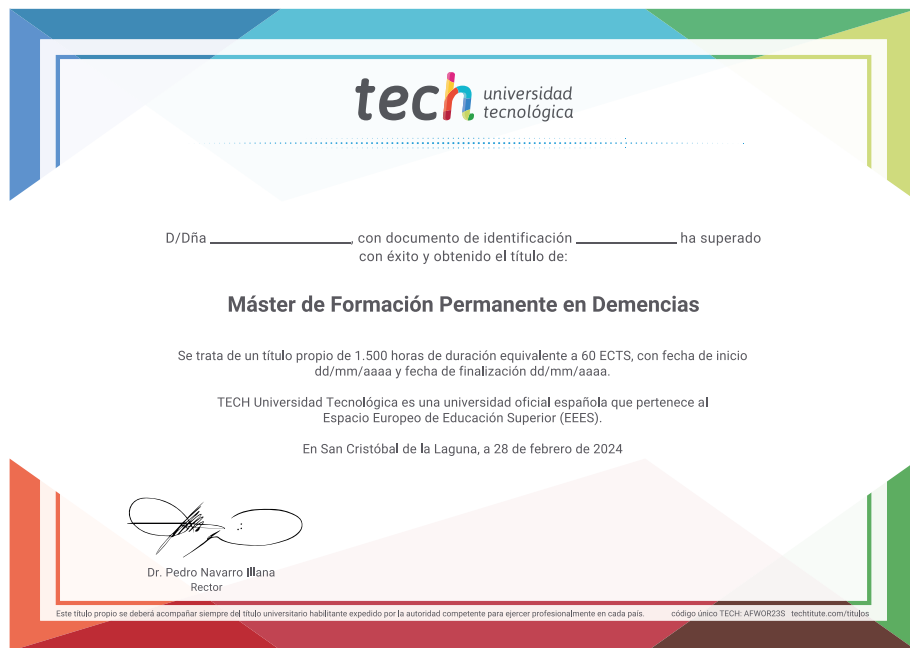 tech universidad
tecnológica
D/Dña ____________, con documento de identificación ____________ ha superado
con éxito y obtenido el título de:
Máster de Formación Permanente en Demencias
Se trata de un título propio de 1.500 horas de duración equivalente a 60 ECTS, con fecha de inicio
dd/mm/aaaa y fecha de finalización dd/mm/aaaa.
TECH Universidad Tecnológica es una universidad oficial española que pertenece al
Espacio Europeo de Educación Superior (EEES).
En San Cristóbal de la Laguna, a 28 de febrero de 2024
Dr. Pedro Navarro Illana
Rector
Este título propio se deberá acompañar siempre del título universitario habilitante expedido por la autoridad competente para ejercer profesionalmente en cada país. código único TECH: AFWOR23S techtitute.com/titulos